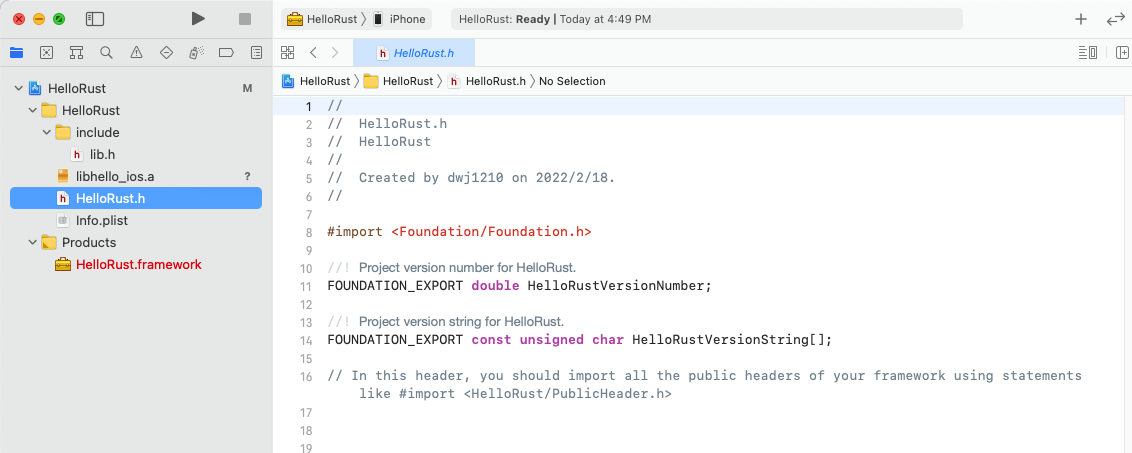 HelloRust 〉 iPhone
HelloRust: Ready | Today at 4:49 PM
HelloRust.h
HelloRust M
HelloRust
include
lib.h
libhello_ios.a ?
HelloRust.h
Info.plist
Products
HelloRust.framework
HelloRust 〉 HelloRust 〉 HelloRust.h 〉 No Selection
1 //
2 //  HelloRust.h
3 //  HelloRust
4 //
5 //  Created by dwj1210 on 2022/2/18.
6 //
7
8 #import <Foundation/Foundation.h>
9
10 //! Project version number for HelloRust.
11 FOUNDATION_EXPORT double HelloRustVersionNumber;
12
13 //! Project version string for HelloRust.
14 FOUNDATION_EXPORT const unsigned char HelloRustVersionString[];
15
16 // In this header, you should import all the public headers of your framework using statements
like #import <HelloRust/PublicHeader.h>
17
18
19